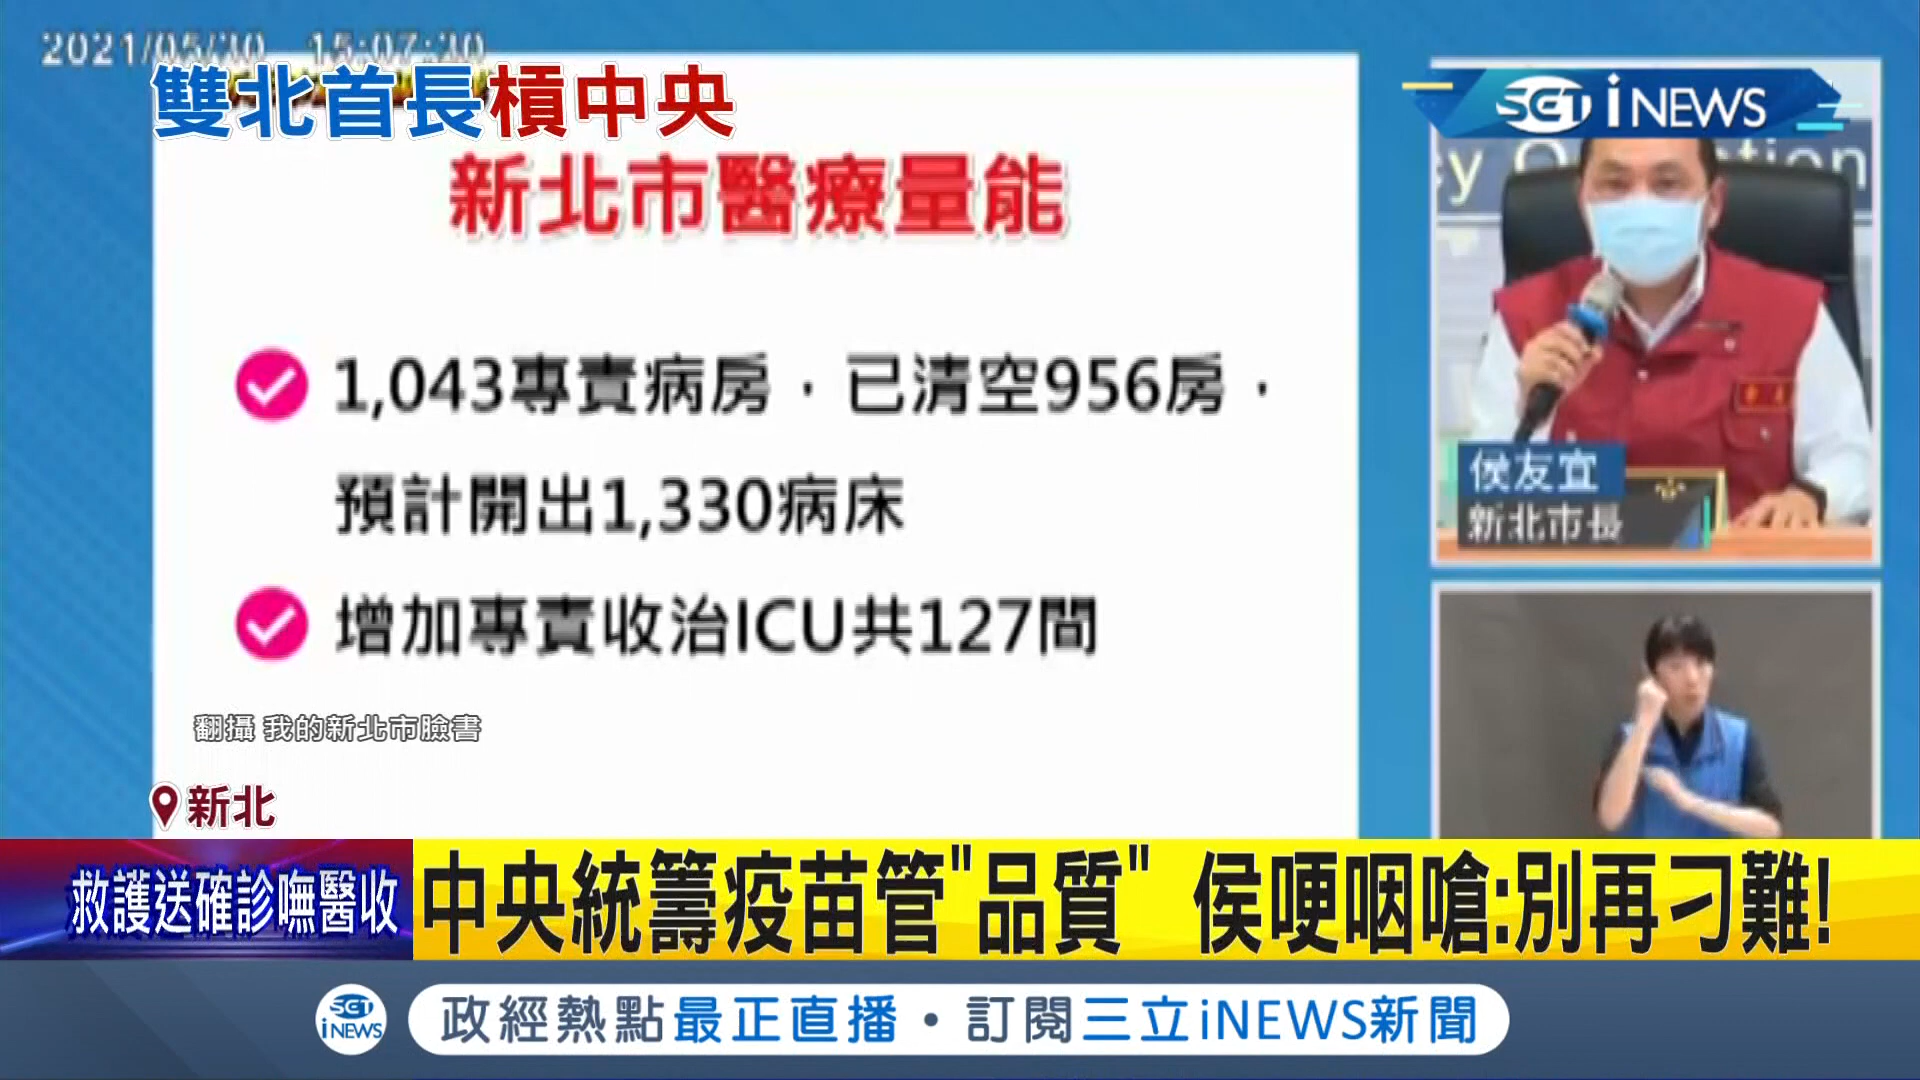 2021/05/30 15:07:30
雙北首長槓中央
SET iNEWS
新北市醫療量能
1,043專責病房，已清空956房，
預計開出1,330病床
增加專責收治ICU共127間
侯友宜
新北市長
翻攝 我的新北市臉書
新北
救護送確診嘸醫收
中央統籌疫苗管"品質" 侯哽咽嗆:別再刁難!
SET iNEWS
政經熱點最正直播・訂閱三立iNEWS新聞